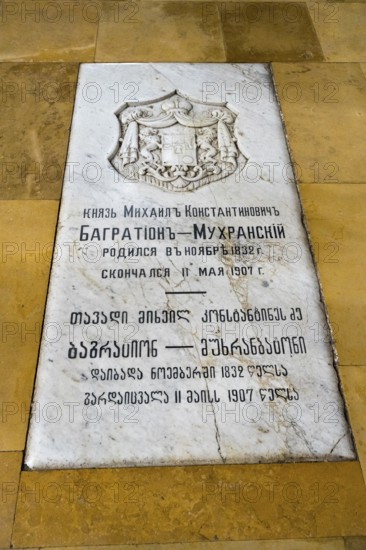 Князь Михаилъ Константиновичъ
Багратіонъ—Мухранскій
родился въ ноябрѣ 1832 г.
скончался 11 мая 1907 г.
თავადი მიხეილ კონსტანტინეს ძე
ბაგრატიონ — მუხრანბატონი
დაიბადა ნოემბერში 1832 წელსა
გარდაიცვალა 11 მაისს 1907 წელსა